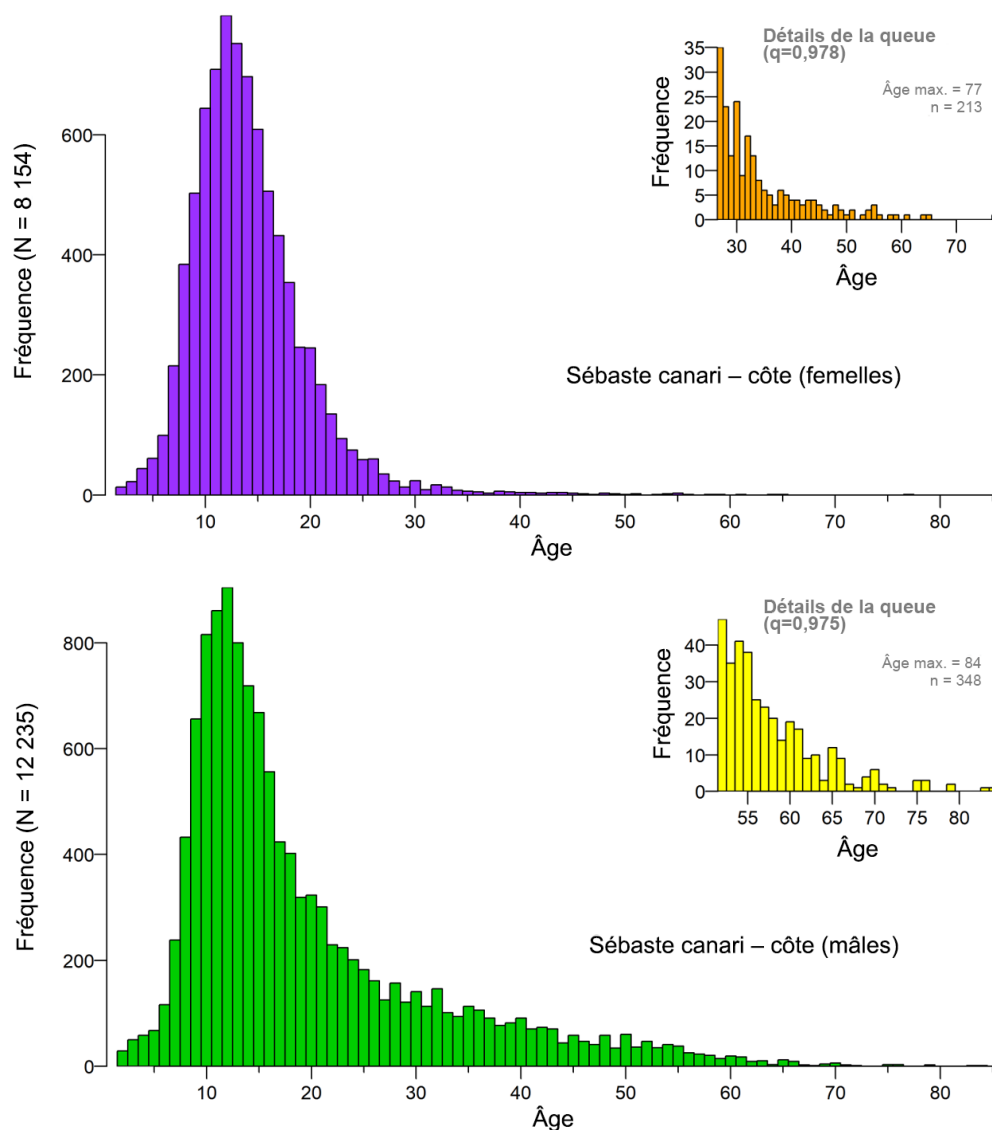 Détails de la queue
(q=0,978)
Âge max. = 77
n = 213
Fréquence
35
30
25
20
15
10
5
0
30 40 50 60 70
Âge
Fréquence (N = 8 154)
600
400
200
0
Sébaste canari – côte (femelles)
10 20 30 40 50 60 70 80
Âge
Détails de la queue
(q=0,975)
Âge max. = 84
n = 348
Fréquence
40
30
20
10
0
55 60 65 70 75 80
Âge
Fréquence (N = 12 235)
800
600
400
200
0
Sébaste canari – côte (mâles)
10 20 30 40 50 60 70 80
Âge